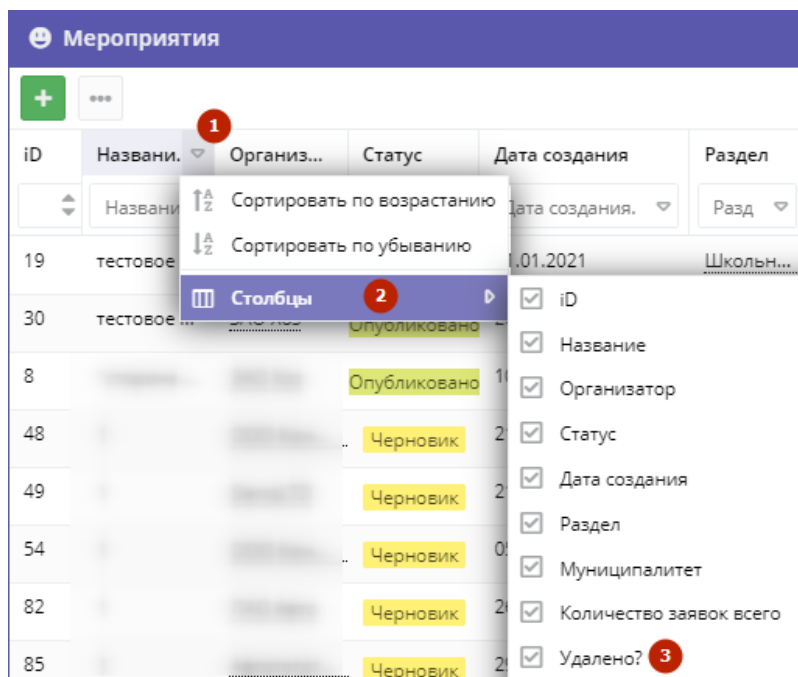 Мероприятия
1
iD Названи. Организ... Статус Дата создания Раздел
Названи Дата создания. Разд
Сортировать по возрастанию
Сортировать по убыванию
Столбцы 2
19 тестовое 1.01.2021 Школьн...
30 тестовое ... Опубликовано
8 Опубликовано
48 Черновик
49 Черновик
54 Черновик
82 Черновик
85 Черновик
iD
Название
Организатор
Статус
Дата создания
Раздел
Муниципалитет
Количество заявок всего
Удалено? 3